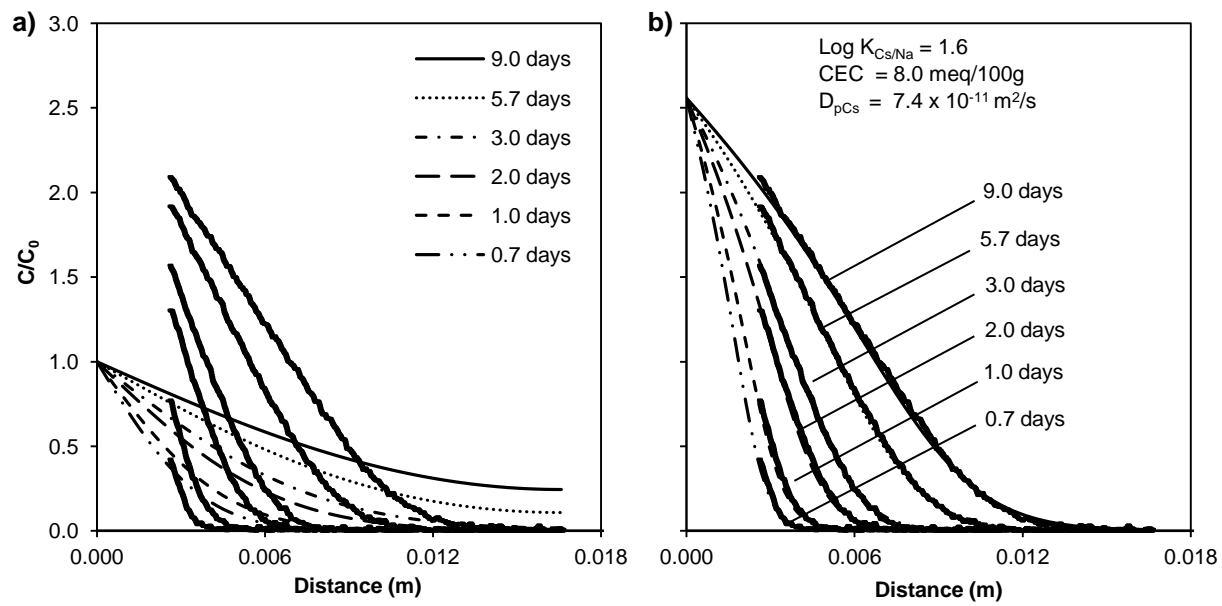 a)
3.0
2.5
2.0
1.5
1.0
0.5
0.0
C/C0
0.000
0.006
0.012
0.018
Distance (m)
9.0 days
5.7 days
3.0 days
2.0 days
1.0 days
0.7 days
b)
Log KCs/Na = 1.6
CEC = 8.0 meq/100g
DpCs = 7.4 x 10-11 m2/s
9.0 days
5.7 days
3.0 days
2.0 days
1.0 days
0.7 days
0.000
0.006
0.012
0.018
Distance (m)